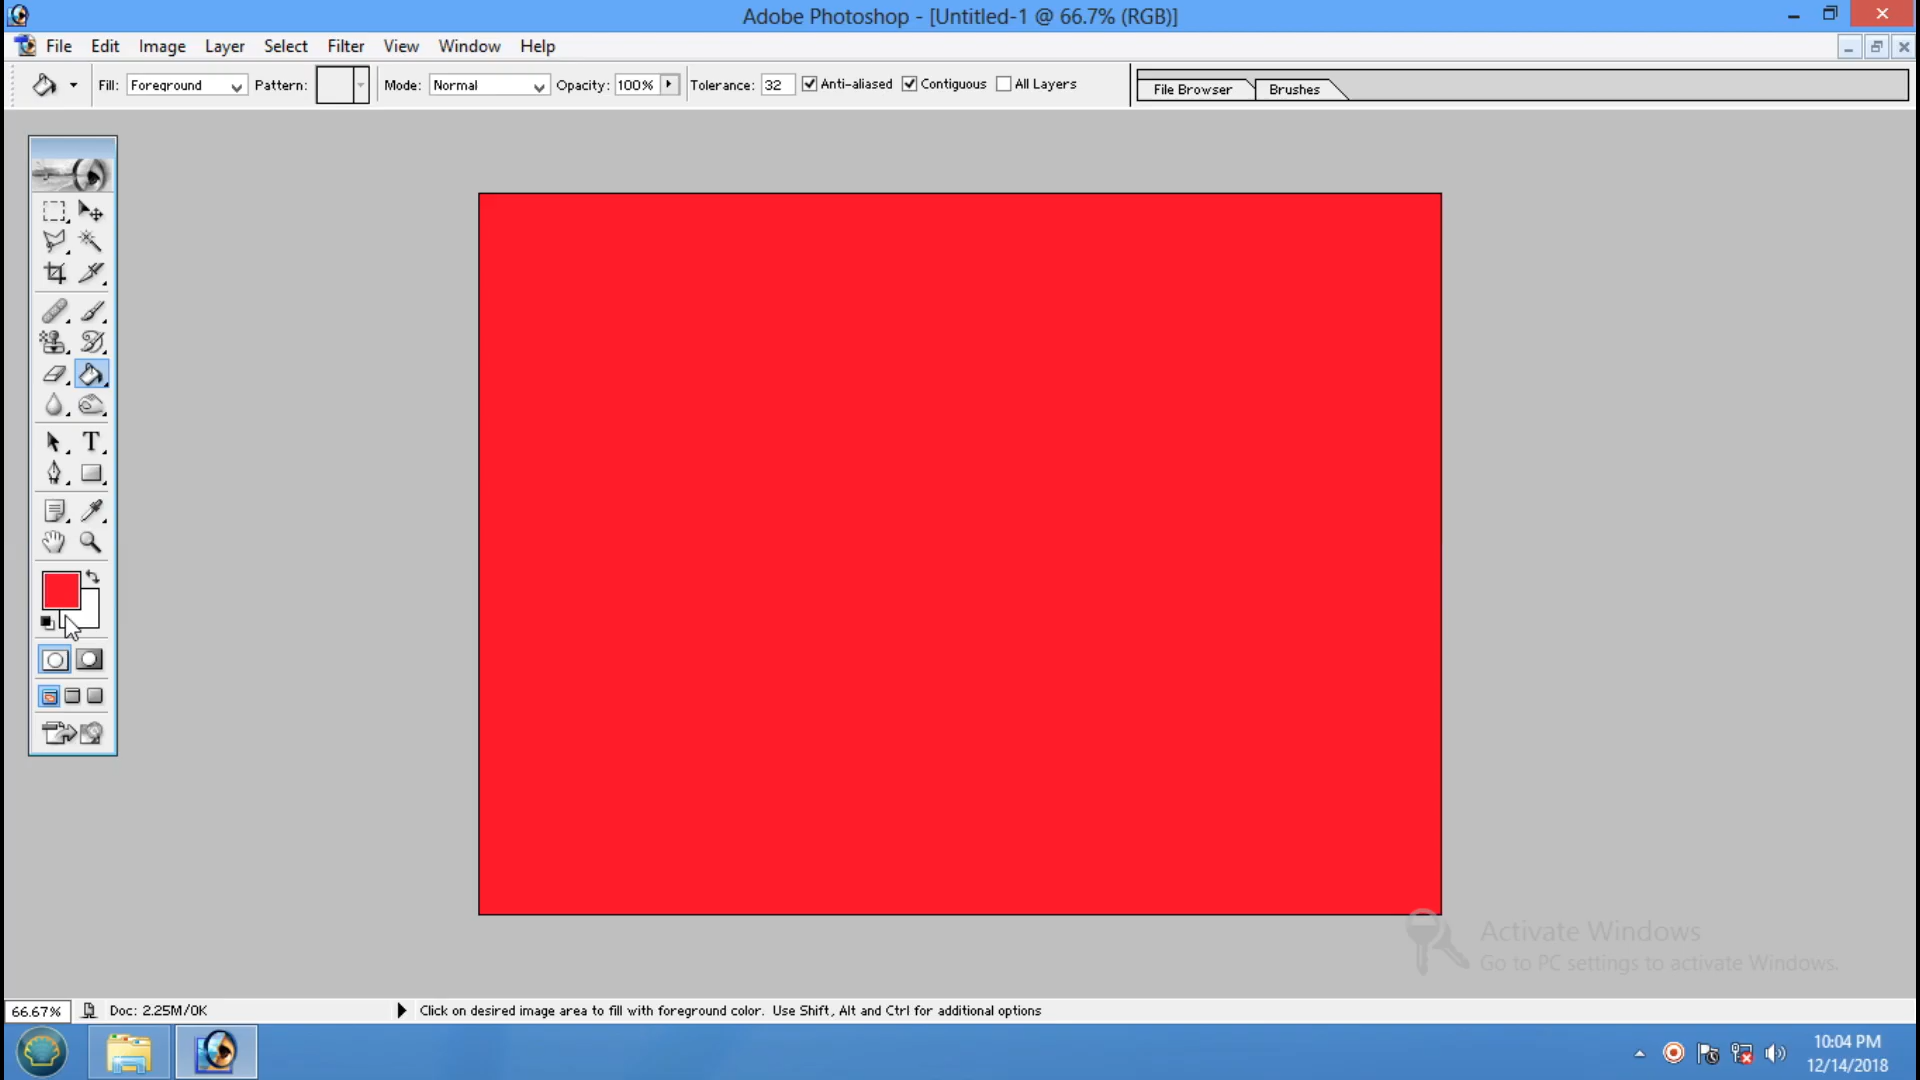 Adobe Photoshop - [Untitled-1 @ 66.7% (RGB)]
File Edit Image Layer Select Filter View Window Help
Fill: Foreground Pattern: Mode: Normal Opacity: 100% Tolerance: 32 Anti-aliased Contiguous All Layers File Browser Brushes
T
Activate Windows
Go to PC settings to activate Windows.
66.67% Doc: 2.25M/0K Click on desired image area to fill with foreground color. Use Shift, Alt and Ctrl for additional options
10:04 PM
12/14/2018